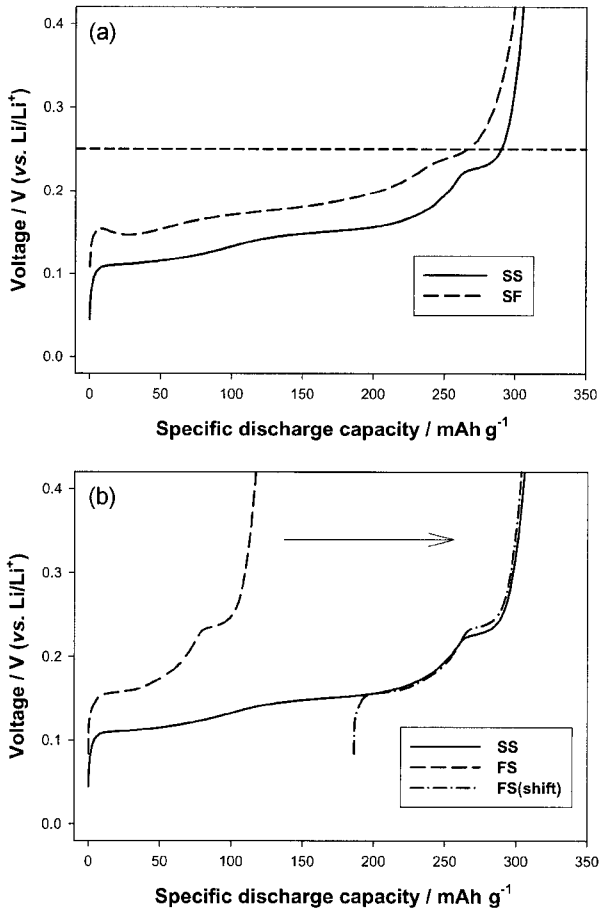 (a)
0.4
0.3
0.2
0.1
0.0
Voltage / V (vs. Li/Li⁺)
SS
SF
0 50 100 150 200 250 300 350
Specific discharge capacity / mAh g⁻¹
(b)
0.4
0.3
0.2
0.1
0.0
Voltage / V (vs. Li/Li⁺)
SS
FS
FS(shift)
0 50 100 150 200 250 300 350
Specific discharge capacity / mAh g⁻¹